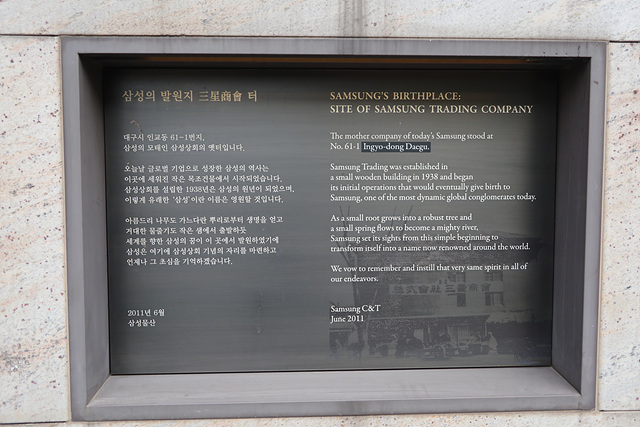 삼성의 발원지 三星商會 터
대구시 인교동 61-1번지,
삼성의 모태인 삼성상회의 옛터입니다.
오늘날 글로벌 기업으로 성장한 삼성의 역사는
이곳에 세워진 작은 목조건물에서 시작되었습니다.
삼성상회를 설립한 1938년은 삼성의 원년이 되었으며,
이렇게 유래한 '삼성'이란 이름은 영원할 것입니다.
아름드리 나무도 가느다란 뿌리로부터 생명을 얻고
거대한 물줄기도 작은 샘에서 출발하듯
세계를 향한 삼성의 꿈이 이 곳에서 발원하였기에
삼성은 여기에 삼성상회 기념의 자리를 마련하고
언제나 그 초심을 기억하겠습니다.
2011년 6월
삼성물산
SAMSUNG'S BIRTHPLACE:
SITE OF SAMSUNG TRADING COMPANY
The mother company of today's Samsung stood at
No. 61-1 Ingyo-dong Daegu.
Samsung Trading was established in
a small wooden building in 1938 and began
its initial operations that would eventually give birth to
Samsung, one of the most dynamic global conglomerates today.
As a small root grows into a robust tree and
a small spring flows to become a mighty river,
Samsung set its sights from this simple beginning to
transform itself into a name now renowned around the world.
We vow to remember and instill that very same spirit in all of
our endeavors.
Samsung C&T
June 2011